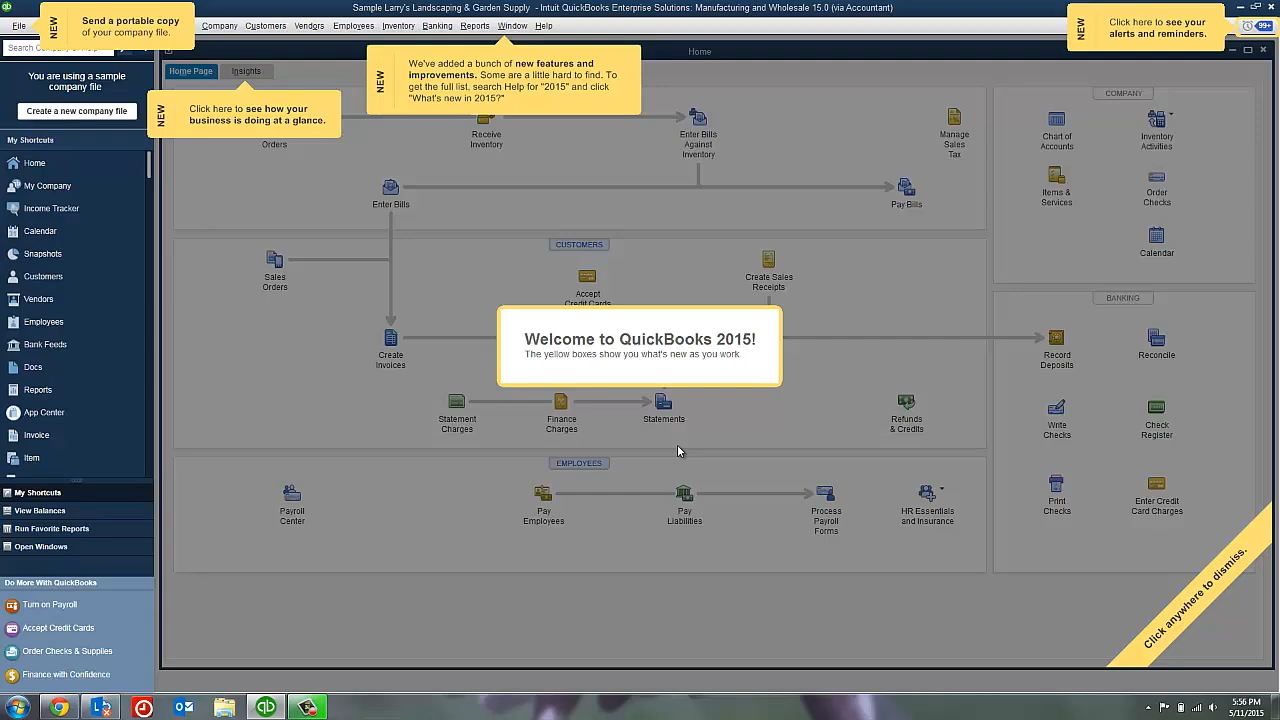 Sample Larry's Landscaping & Garden Supply - Intuit QuickBooks Enterprise Solutions: Manufacturing and Wholesale 15.0 (via Accountant)
File
Company
Customers
Vendors
Employees
Inventory
Banking
Reports
Window
Help
NEW
Send a portable copy
of your company file.
NEW
Click here to see your
alerts and reminders.
99+
Search Company
NEW
We've added a bunch of new features and
improvements. Some are a little hard to find. To
get the full list, search Help for "2015" and click
"What's new in 2015?"
Home
Home Page
Insights
NEW
Click here to see how your
business is doing at a glance.
You are using a sample
company file
Create a new company file
My Shortcuts
Home
My Company
Income Tracker
Calendar
Snapshots
Customers
Vendors
Employees
Bank Feeds
Docs
Reports
App Center
Invoice
Item
My Shortcuts
View Balances
Run Favorite Reports
Open Windows
Do More With QuickBooks
Turn on Payroll
Accept Credit Cards
Order Checks & Supplies
Finance with Confidence
Orders
Receive
Inventory
Enter Bills
Against
Inventory
Manage
Sales
Tax
Enter Bills
Pay Bills
CUSTOMERS
Sales
Orders
Accept
Credit Cards
Create Sales
Receipts
Welcome to QuickBooks 2015!
The yellow boxes show you what's new as you work
Create
Invoices
Statement
Charges
Finance
Charges
Statements
Refunds
& Credits
EMPLOYEES
Payroll
Center
Pay
Employees
Pay
Liabilities
Process
Payroll
Forms
HR Essentials
and Insurance
COMPANY
Chart of
Accounts
Inventory
Activities
Items &
Services
Order
Checks
Calendar
BANKING
Record
Deposits
Reconcile
Write
Checks
Check
Register
Print
Checks
Enter Credit
Card Charges
Click anywhere to dismiss.
5:56 PM
5/11/2015